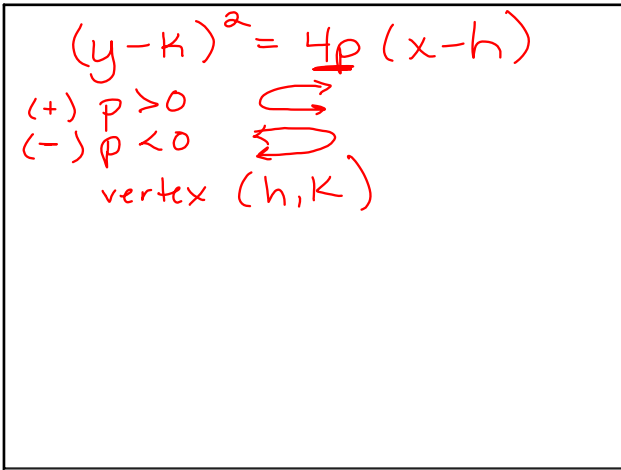 (y-k)² = 4p (x-h)
(+) p > 0
(-) p < 0
vertex (h, k)